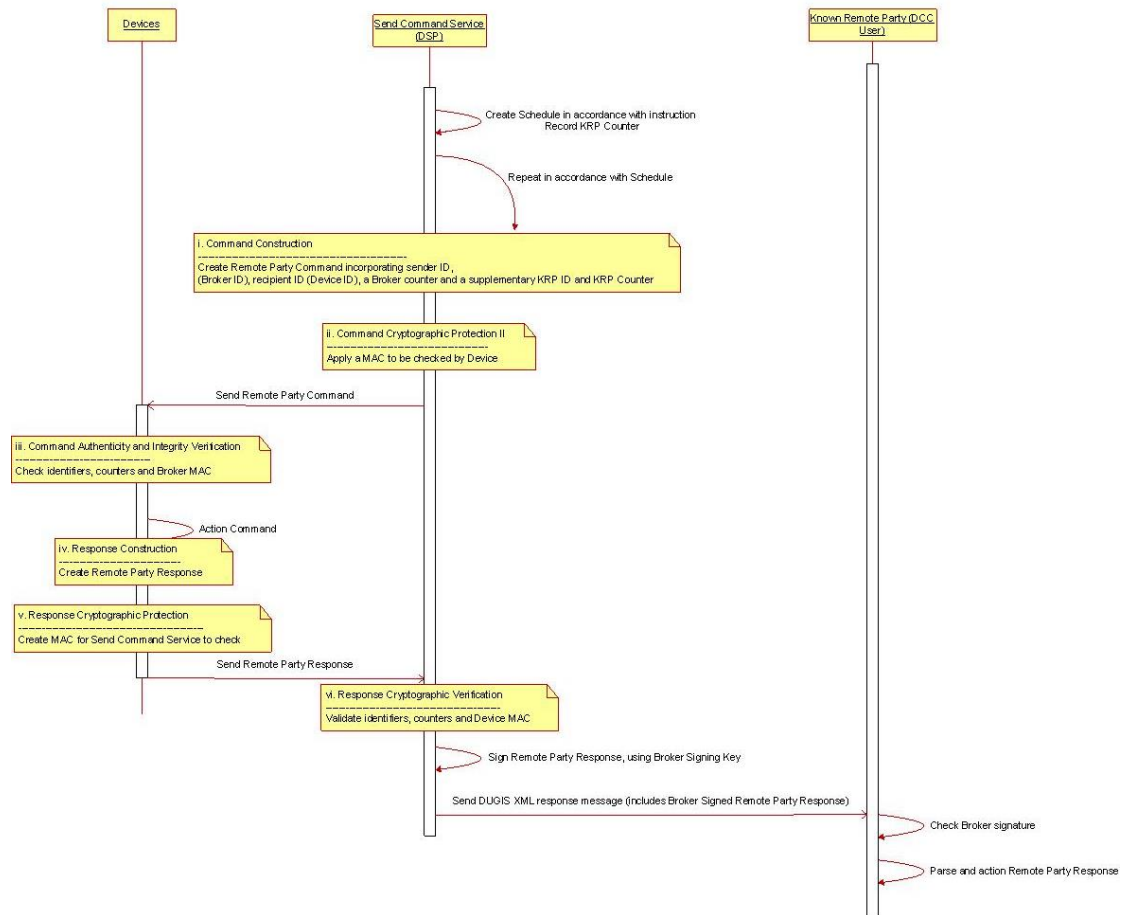 Devices
Send Command Service
(DSP)
Known Remote Party (DCC
User)
Create Schedule in accordance with instruction
Record KRP Counter
Repeat in accordance with Schedule
i. Command Construction
Create Remote Party Command incorporating sender ID,
(Broker ID), recipient ID (Device ID), a Broker counter and a supplementary KRP ID and KRP Counter
ii. Command Cryptographic Protection II
Apply a MAC to be checked by Device
Send Remote Party Command
iii. Command Authenticity and Integrity Verification
Check identifiers, counters and Broker MAC
Action Command
iv. Response Construction
Create Remote Party Response
v. Response Cryptographic Protection
Create MAC for Send Command Service to check
Send Remote Party Response
vi. Response Cryptographic Verification
Validate identifiers, counters and Device MAC
Sign Remote Party Response, using Broker Signing Key
Send DUGIS XML response message (includes Broker Signed Remote Party Response)
Check Broker signature
Parse and action Remote Party Response